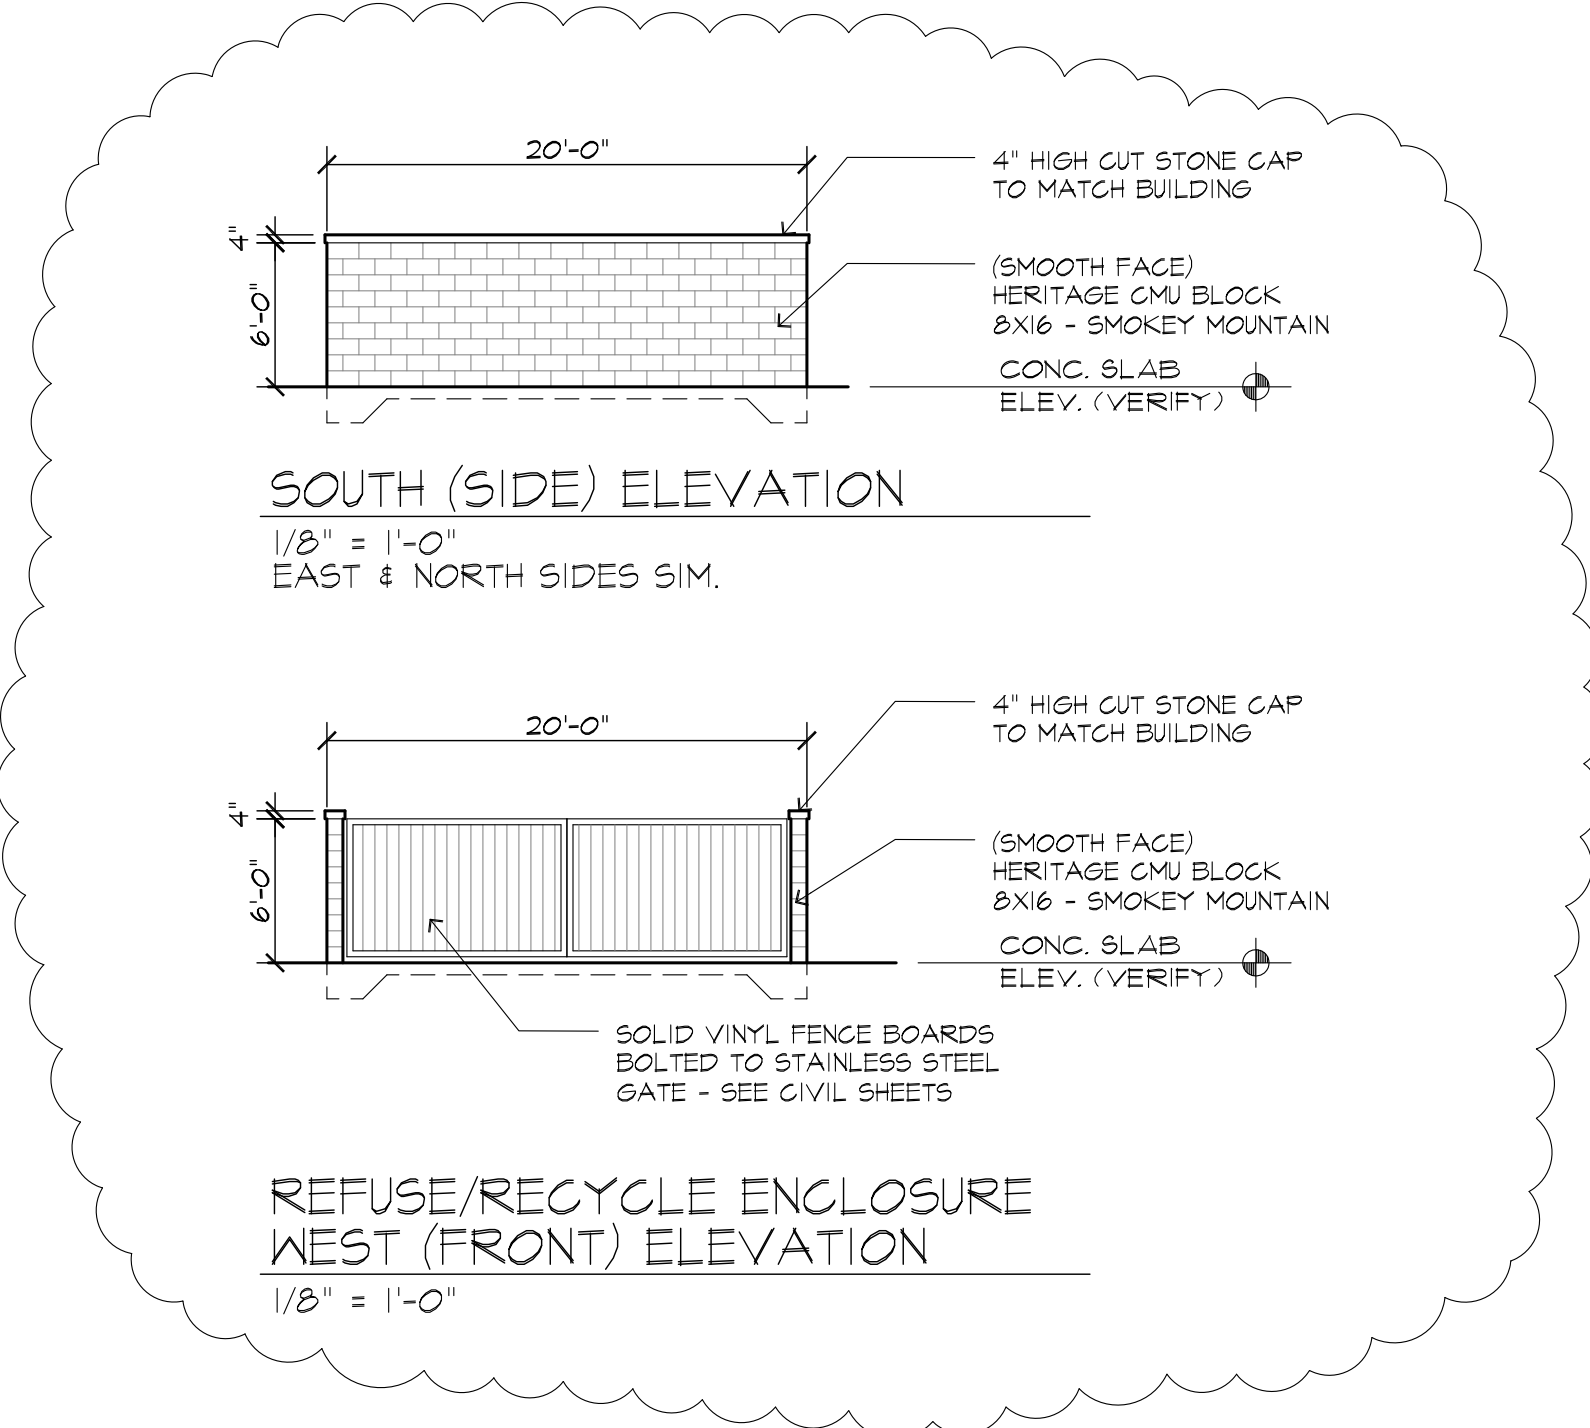 20'-0"
4" HIGH CUT STONE CAP
TO MATCH BUILDING
4"
6'-0"
(SMOOTH FACE)
HERITAGE CMU BLOCK
8X16 - SMOKEY MOUNTAIN
CONC. SLAB
ELEV. (VERIFY)
SOUTH (SIDE) ELEVATION
1/8" = 1'-0"
EAST & NORTH SIDES SIM.
20'-0"
4" HIGH CUT STONE CAP
TO MATCH BUILDING
4"
6'-0"
(SMOOTH FACE)
HERITAGE CMU BLOCK
8X16 - SMOKEY MOUNTAIN
CONC. SLAB
ELEV. (VERIFY)
SOLID VINYL FENCE BOARDS
BOLTED TO STAINLESS STEEL
GATE - SEE CIVIL SHEETS
REFUSE/RECYCLE ENCLOSURE
WEST (FRONT) ELEVATION
1/8" = 1'-0"